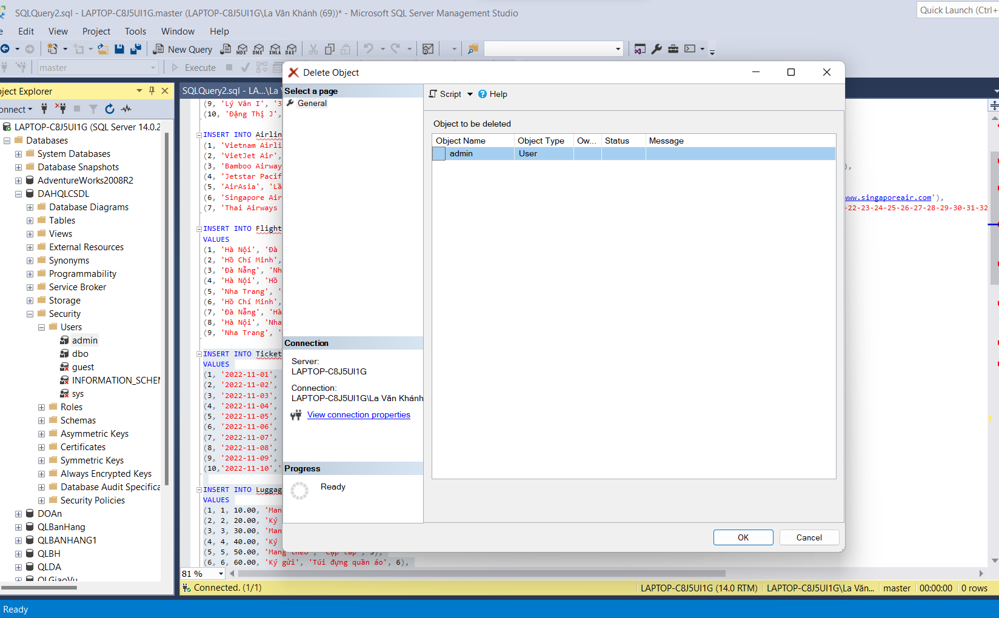 SQLQuery2.sql - LAPTOP-C8J5UI1G.master (LAPTOP-C8J5UI1G\La Văn Khánh (69))* - Microsoft SQL Server Management Studio
Quick Launch (Ctrl+
e Edit View Project Tools Window Help
New Query MDX DMX XMLA DAX
master Execute
ject Explorer
onnect
LAPTOP-C8J5UI1G (SQL Server 14.0.2
Databases
System Databases
Database Snapshots
AdventureWorks2008R2
DAHQLCSDL
Database Diagrams
Tables
Views
External Resources
Synonyms
Programmability
Service Broker
Storage
Security
Users
admin
dbo
guest
INFORMATION_SCHEM
sys
Roles
Schemas
Asymmetric Keys
Certificates
Symmetric Keys
Always Encrypted Keys
Database Audit Specifica
Security Policies
DOAn
QLBanHang
QLBANHANG1
QLBH
QLDA
QLGiaoVu
SQLQuery2.sql - LA...\La V
(9, 'Lý Văn I', '3
(10, 'Đặng Thị J',
INSERT INTO Airlin
(1, 'Vietnam Airli
(2, 'VietJet Air',
(3, 'Bamboo Airway
(4, 'Jetstar Pacif
(5, 'AirAsia', 'Lầ
(6, 'Singapore Air
(7, 'Thai Airways
),
www.singaporeair.com'),
-22-23-24-25-26-27-28-29-30-31-32
INSERT INTO Flight
VALUES
(1, 'Hà Nội', 'Đà
(2, 'Hồ Chí Minh',
(3, 'Đà Nẵng', 'Nh
(4, 'Hà Nội', 'Hồ
(5, 'Nha Trang', '
(6, 'Hồ Chí Minh',
(7, 'Đà Nẵng', 'Hà
(8, 'Hà Nội', 'Nha
(9, 'Nha Trang', '
INSERT INTO Ticket
VALUES
(1, '2022-11-01',
(2, '2022-11-02',
(3, '2022-11-03',
(4, '2022-11-04',
(5, '2022-11-05',
(6, '2022-11-06',
(7, '2022-11-07',
(8, '2022-11-08',
(9, '2022-11-09',
(10,'2022-11-10','
INSERT INTO Luggag
VALUES
(1, 1, 10.00, 'Man
(2, 2, 20.00, 'Ký
(3, 3, 30.00, 'Man
(4, 4, 40.00, 'Ký
(5, 5, 50.00, 'Mang theo', 'Cặp táp', 5),
(6, 6, 60.00, 'Ký gửi', 'Túi đựng quần áo', 6),
81 %
Delete Object
Select a page
General
Script Help
Object to be deleted
Object Name Object Type Ow... Status Message
admin User
Connection
Server:
LAPTOP-C8J5UI1G
Connection:
LAPTOP-C8J5UI1G\La Văn Khánh
View connection properties
Progress
Ready
OK Cancel
Connected. (1/1) LAPTOP-C8J5UI1G (14.0 RTM) LAPTOP-C8J5UI1G\La Văn... master 00:00:00 0 rows
Ready